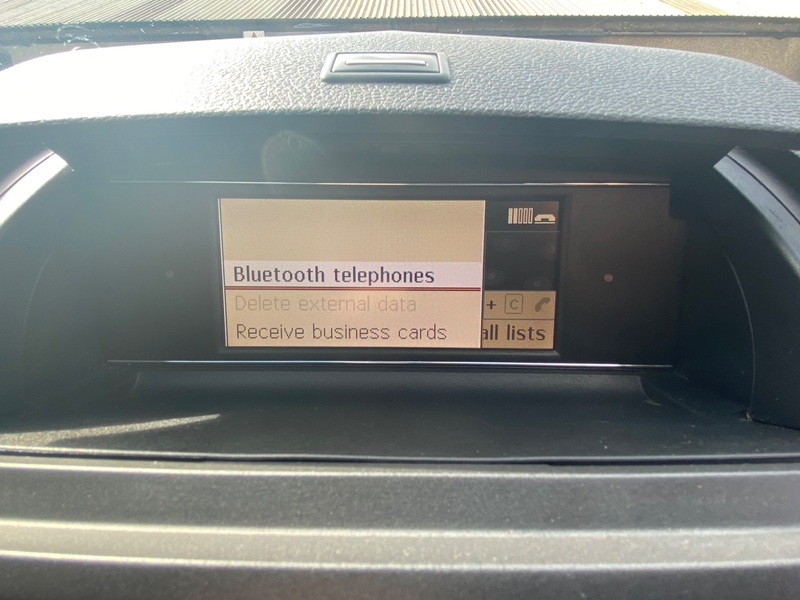 Bluetooth telephones
Delete external data
+ C
Receive business cards
all lists